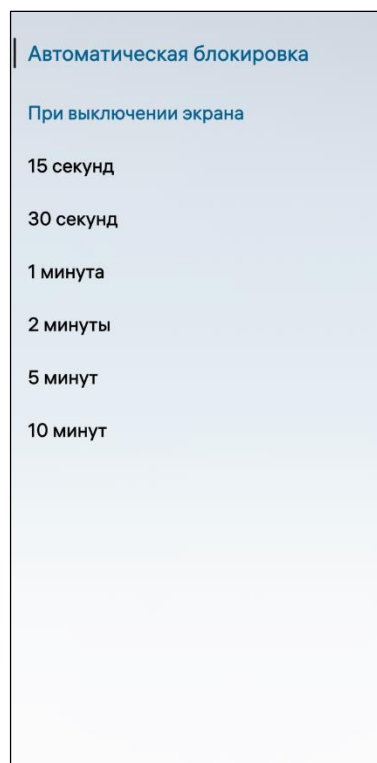 Автоматическая блокировка
При выключении экрана
15 секунд
30 секунд
1 минута
2 минуты
5 минут
10 минут